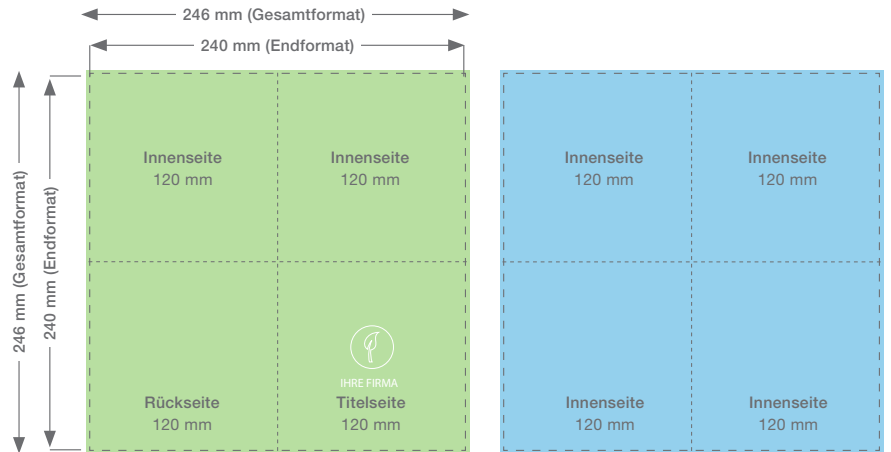 246 mm (Gesamtformat)
240 mm (Endformat)
246 mm (Gesamtformat)
240 mm (Endformat)
Innenseite
120 mm
Innenseite
120 mm
Innenseite
120 mm
Innenseite
120 mm
IHRE FIRMA
Rückseite
120 mm
Titelseite
120 mm
Innenseite
120 mm
Innenseite
120 mm